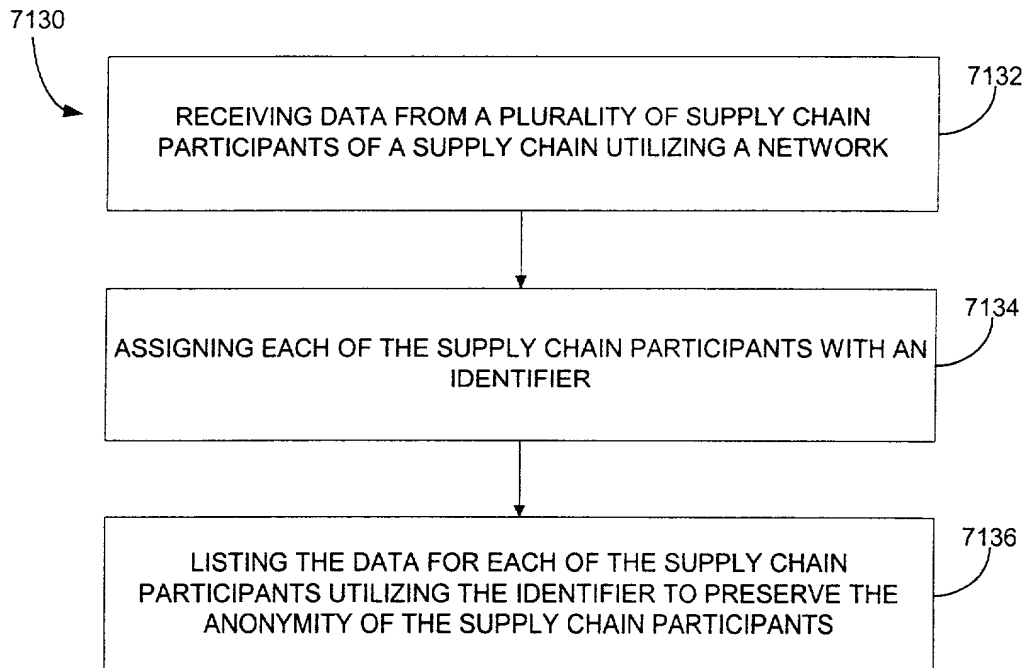 7130
7132
RECEIVING DATA FROM A PLURALITY OF SUPPLY CHAIN
PARTICIPANTS OF A SUPPLY CHAIN UTILIZING A NETWORK
7134
ASSIGNING EACH OF THE SUPPLY CHAIN PARTICIPANTS WITH AN
IDENTIFIER
7136
LISTING THE DATA FOR EACH OF THE SUPPLY CHAIN
PARTICIPANTS UTILIZING THE IDENTIFIER TO PRESERVE THE
ANONYMITY OF THE SUPPLY CHAIN PARTICIPANTS